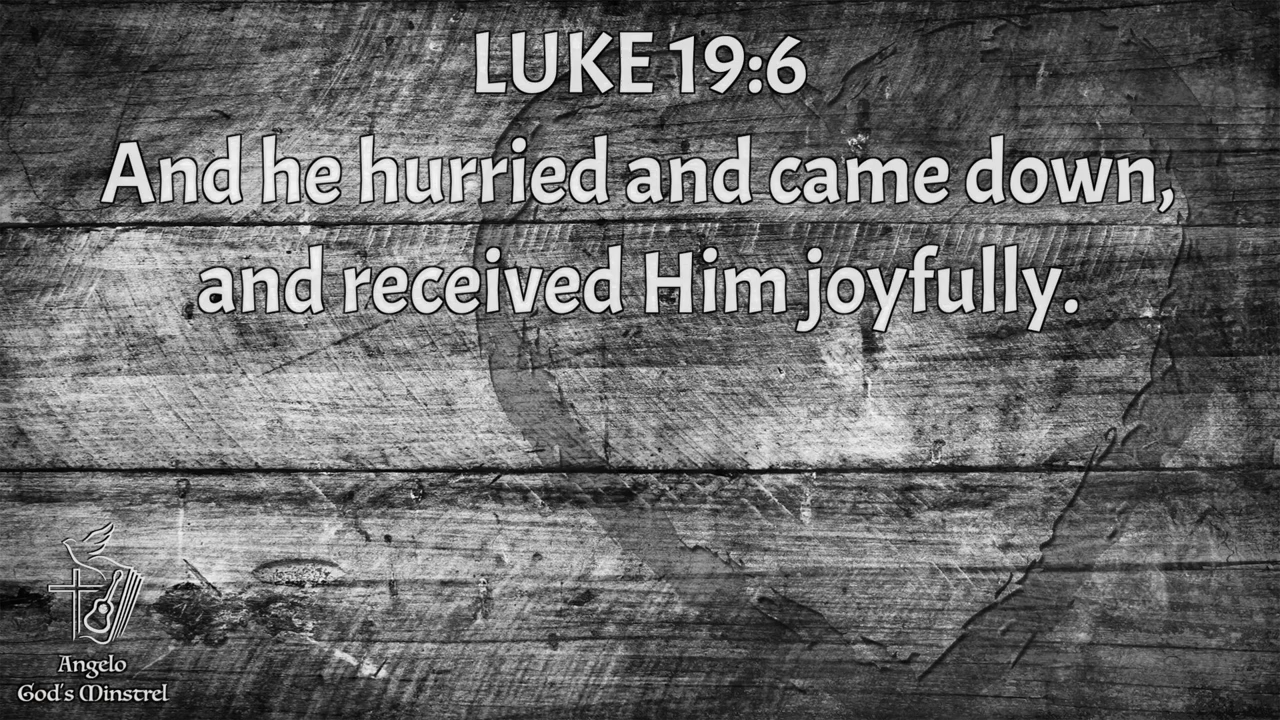 LUKE 19:6
And he hurried and came down,
and received Him joyfully.
Angelo
God's Minstrel